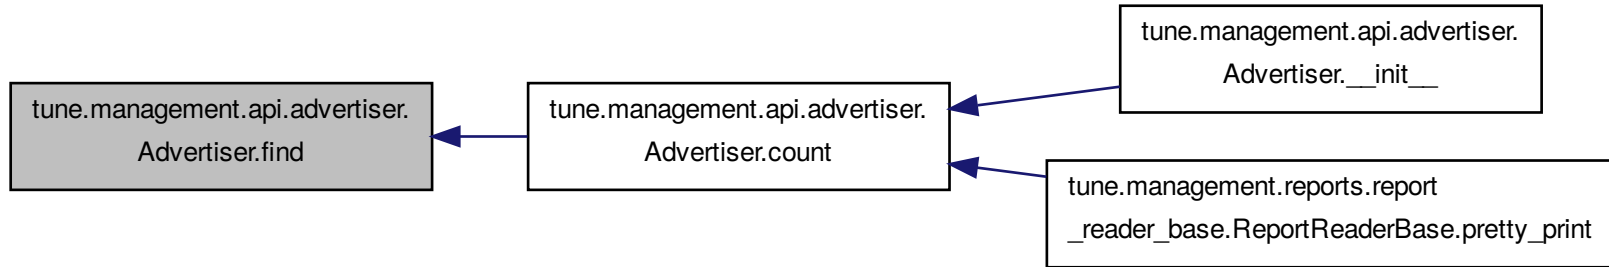 tune.management.api.advertiser.
Advertiser.find
tune.management.api.advertiser.
Advertiser.count
tune.management.api.advertiser.
Advertiser.__init__
tune.management.reports.report
_reader_base.ReportReaderBase.pretty_print